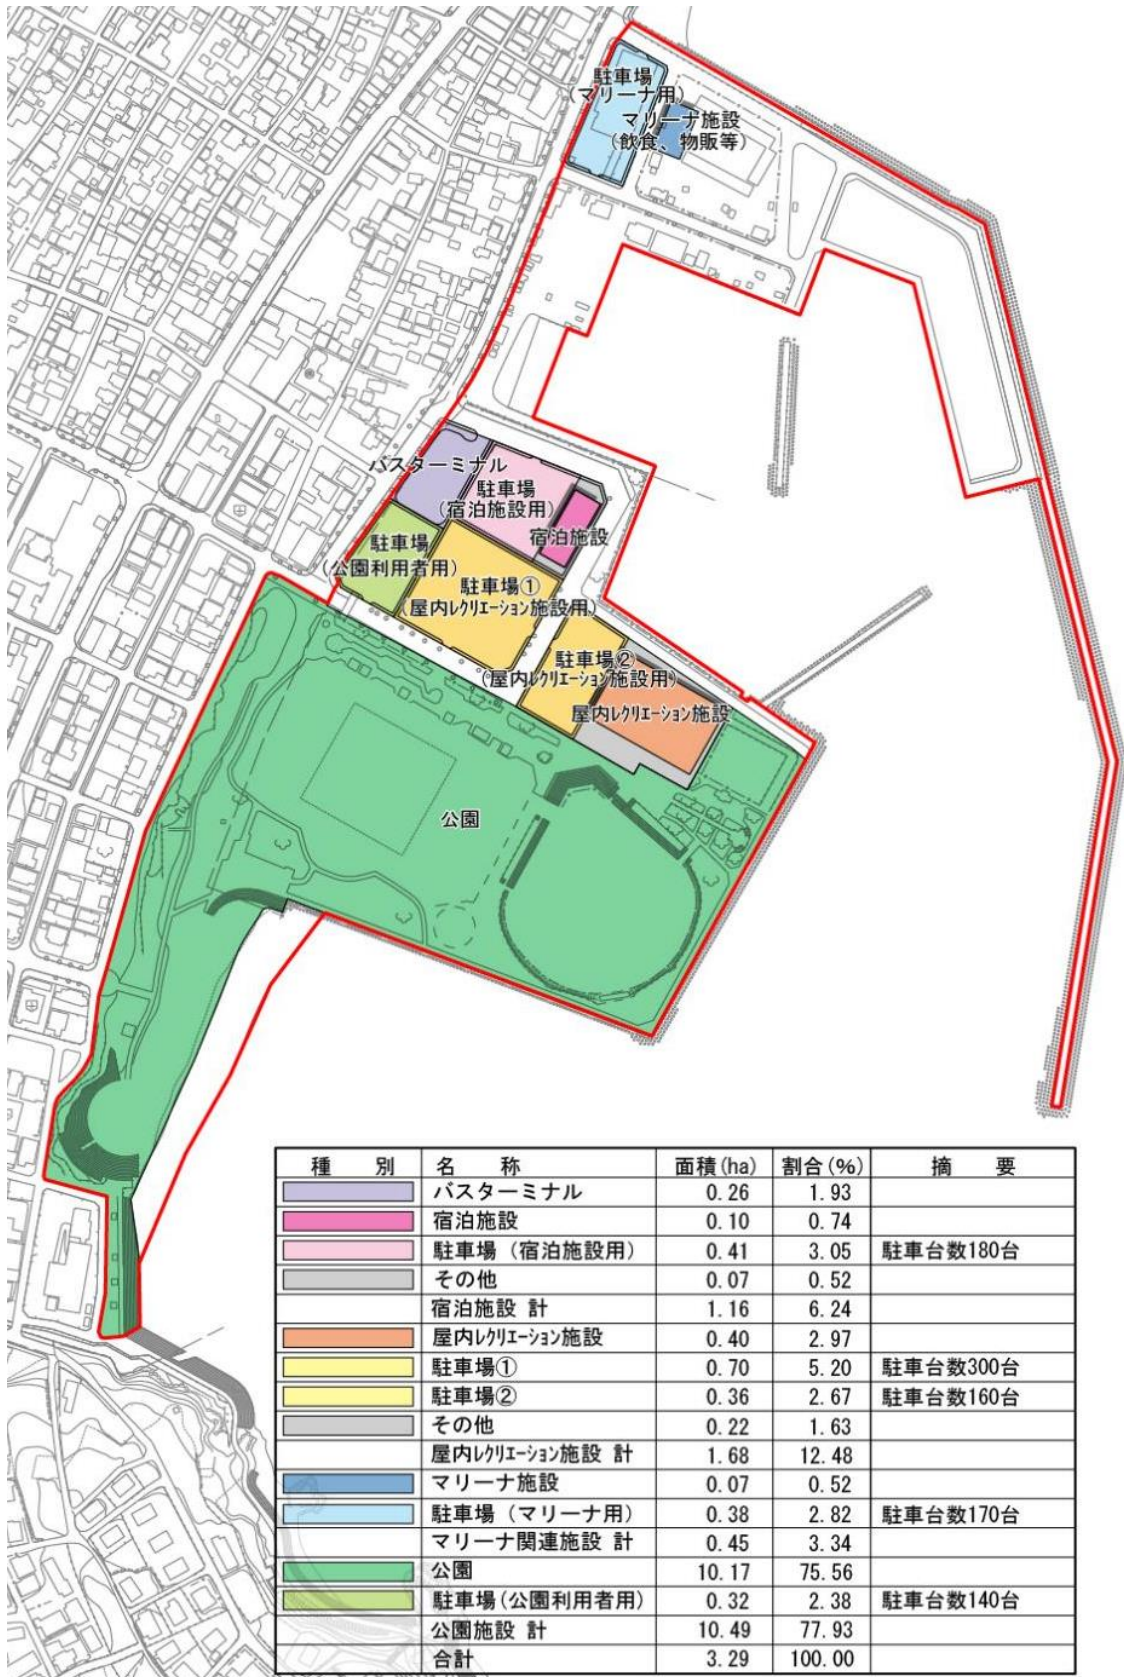 駐車場
(マリーナ用)
マリーナ施設
(飲食、物販等)
バスターミナル
駐車場
(宿泊施設用)
宿泊施設
駐車場
(公園利用者用)
駐車場①
(屋内ﾚｸﾘｴｰｼｮﾝ施設用)
駐車場②
(屋内ﾚｸﾘｴｰｼｮﾝ施設用)
屋内ﾚｸﾘｴｰｼｮﾝ施設
公園
種 別 名 称 面積(ha) 割合(%) 摘 要
バスターミナル 0.26 1.93
宿泊施設 0.10 0.74
駐車場 (宿泊施設用) 0.41 3.05 駐車台数180台
その他 0.07 0.52
宿泊施設 計 1.16 6.24
屋内ﾚｸﾘｴｰｼｮﾝ施設 0.40 2.97
駐車場① 0.70 5.20 駐車台数300台
駐車場② 0.36 2.67 駐車台数160台
その他 0.22 1.63
屋内ﾚｸﾘｴｰｼｮﾝ施設 計 1.68 12.48
マリーナ施設 0.07 0.52
駐車場 (マリーナ用) 0.38 2.82 駐車台数170台
マリーナ関連施設 計 0.45 3.34
公園 10.17 75.56
駐車場(公園利用者用) 0.32 2.38 駐車台数140台
公園施設 計 10.49 77.93
合計 3.29 100.00